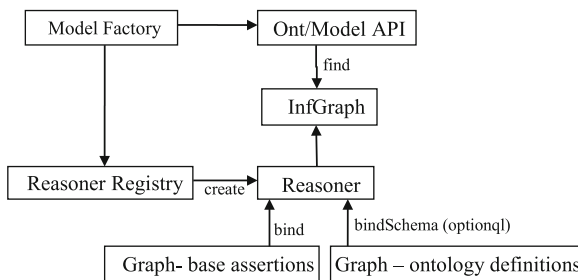 Model Factory
Ont/Model API
find
InfGraph
Reasoner Registry
create
Reasoner
bind
bindSchema (optionql)
Graph- base assertions
Graph – ontology definitions